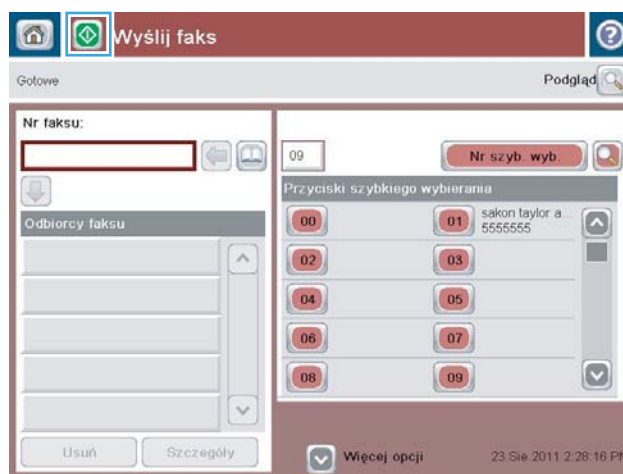 Wyślij faks
Gotowe
Podgląd
Nr faksu:
09
Nr szyb. wyb.
Przyciski szybkiego wybierania
Odbiorcy faksu
00
01
sakon taylor a...
5555555
02
03
04
05
06
07
08
09
Usuń
Szczegóły
Więcej opcji
23 Sie 2011 2:28:16 PM